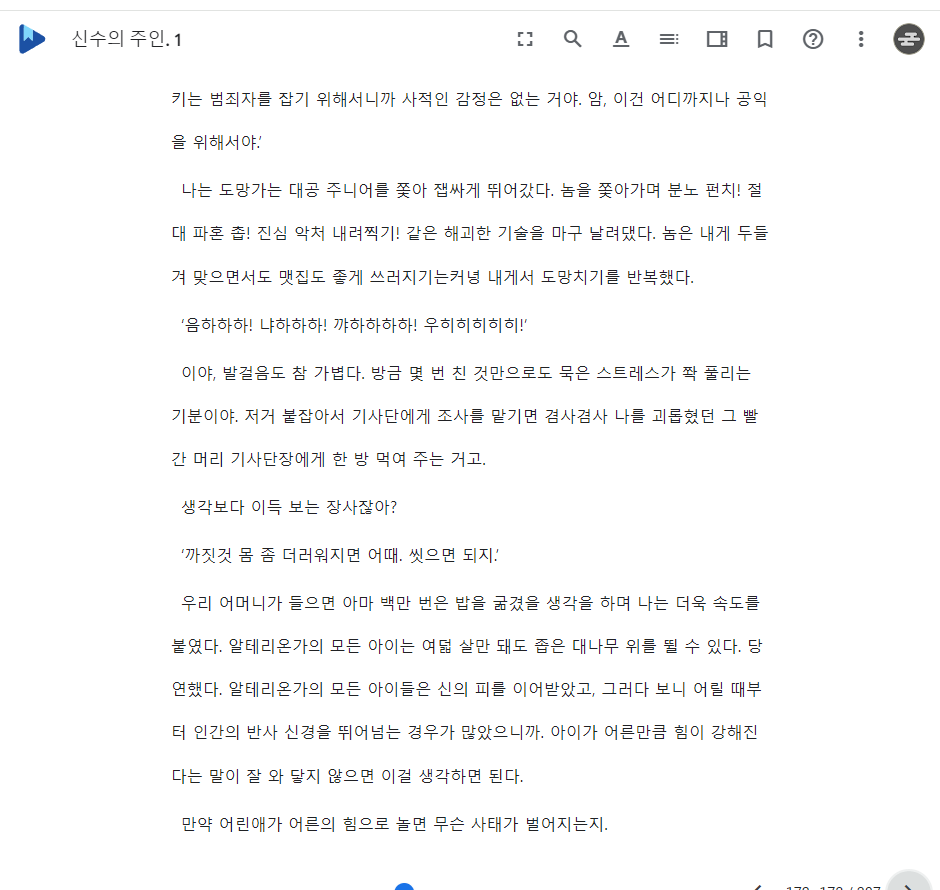 신수의 주인. 1
키는 범죄자를 잡기 위해서니까 사적인 감정은 없는 거야. 암, 이건 어디까지나 공익
을 위해서야.’
나는 도망가는 대공 주니어를 쫓아 잽싸게 뛰어갔다. 놈을 쫓아가며 분노 펀치! 절
대 파혼 촙! 진심 악처 내려찍기! 같은 해괴한 기술을 마구 날려댔다. 놈은 내게 두들
겨 맞으면서도 맷집도 좋게 쓰러지기는커녕 내게서 도망치기를 반복했다.
‘음하하하! 냐하하하! 꺄하하하하! 우히히히히히!‘
이야, 발걸음도 참 가볍다. 방금 몇 번 친 것만으로도 묵은 스트레스가 쫙 풀리는
기분이야. 저거 붙잡아서 기사단에게 조사를 맡기면 겸사겸사 나를 괴롭혔던 그 빨
간 머리 기사단장에게 한 방 먹여 주는 거고.
생각보다 이득 보는 장사잖아?
‘까짓것 몸 좀 더러워지면 어때. 씻으면 되지.’
우리 어머니가 들으면 아마 백만 번은 밥을 굶겼을 생각을 하며 나는 더욱 속도를
붙였다. 알테리온가의 모든 아이는 여덟 살만 돼도 좁은 대나무 위를 뛸 수 있다. 당
연했다. 알테리온가의 모든 아이들은 신의 피를 이어받았고, 그러다 보니 어릴 때부
터 인간의 반사 신경을 뛰어넘는 경우가 많았으니까. 아이가 어른만큼 힘이 강해진
다는 말이 잘 와 닿지 않으면 이걸 생각하면 된다.
만약 어린애가 어른의 힘으로 놀면 무슨 사태가 벌어지는지.